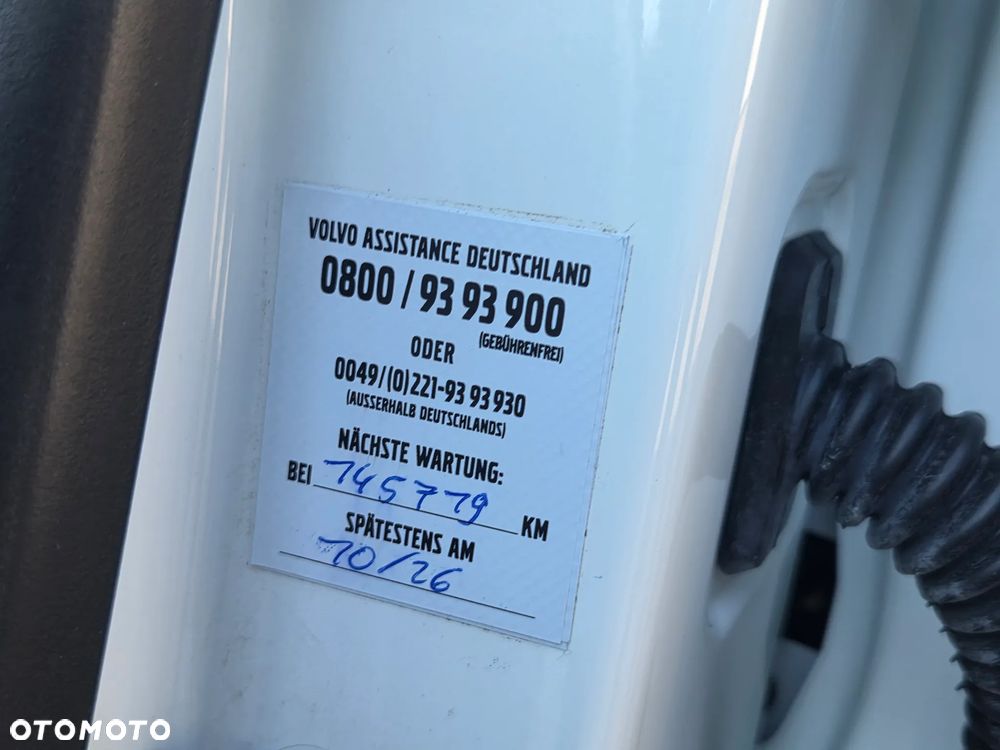 VOLVO ASSISTANCE DEUTSCHLAND
0800 / 93 93 900
(GEBÜHRENFREI)
ODER
0049/(0)221-93 93 930
(AUSSERHALB DEUTSCHLANDS)
NÄCHSTE WARTUNG:
BEI 145719 KM
SPÄTESTENS AM
10/26
OTOMOTO